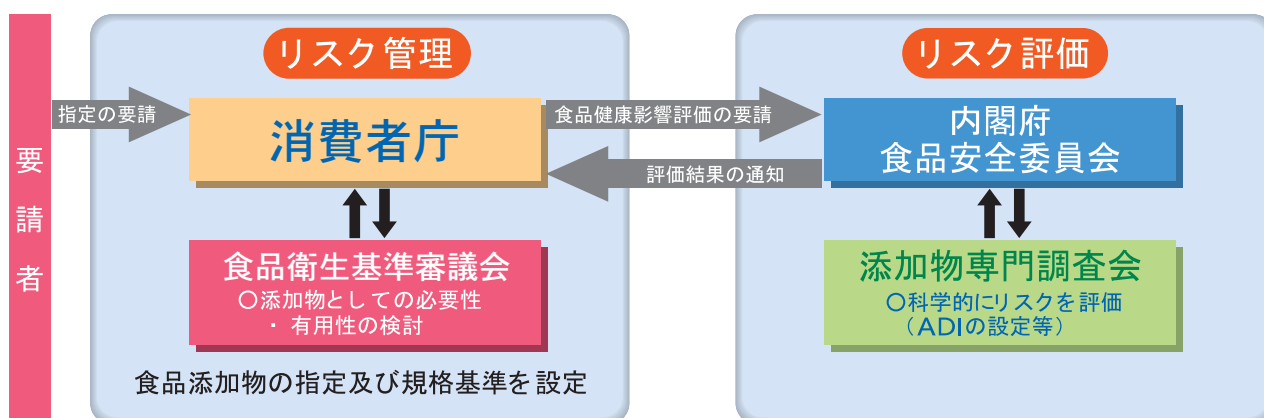 要請者
指定の要請
リスク管理
消費者庁
食品衛生基準審議会
〇添加物としての必要性
・有用性の検討
食品添加物の指定及び規格基準を設定
食品健康影響評価の要請
評価結果の通知
リスク評価
内閣府
食品安全委員会
添加物専門調査会
〇科学的にリスクを評価
（ADIの設定等）